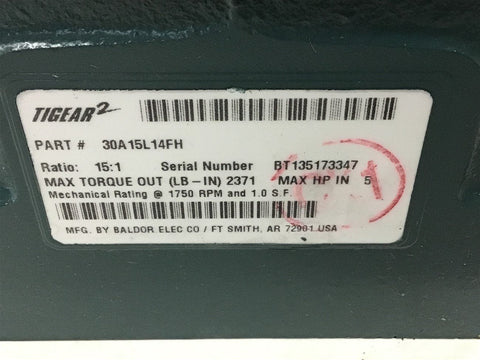 TIGEAR2
PART # 30A15L14FH
Ratio: 15:1 Serial Number BT135173347
MAX TORQUE OUT (LB-IN) 2371 MAX HP IN 5
Mechanical Rating @ 1750 RPM and 1.0 S.F.
MFG. BY BALDOR ELEC CO / FT SMITH, AR 72901 USA